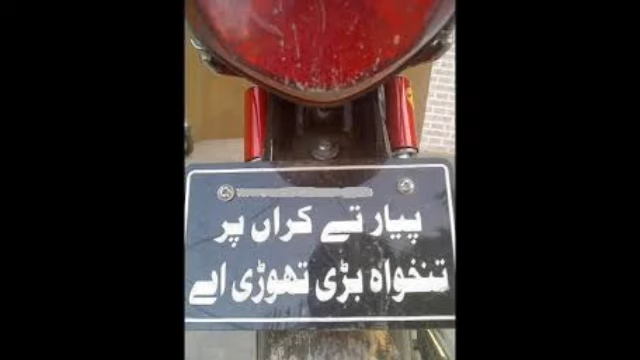 پیار تے کراں پر
تنخواہ بڑی تھوڑی اے